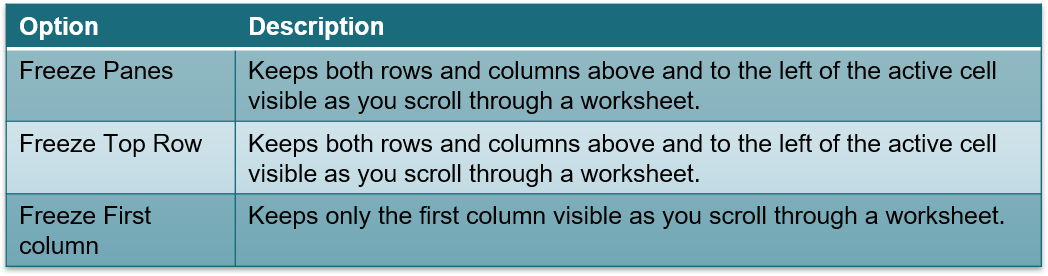 Option Description
Freeze Panes Keeps both rows and columns above and to the left of the active cell
visible as you scroll through a worksheet.
Freeze Top Row Keeps both rows and columns above and to the left of the active cell
visible as you scroll through a worksheet.
Freeze First Keeps only the first column visible as you scroll through a worksheet.
column